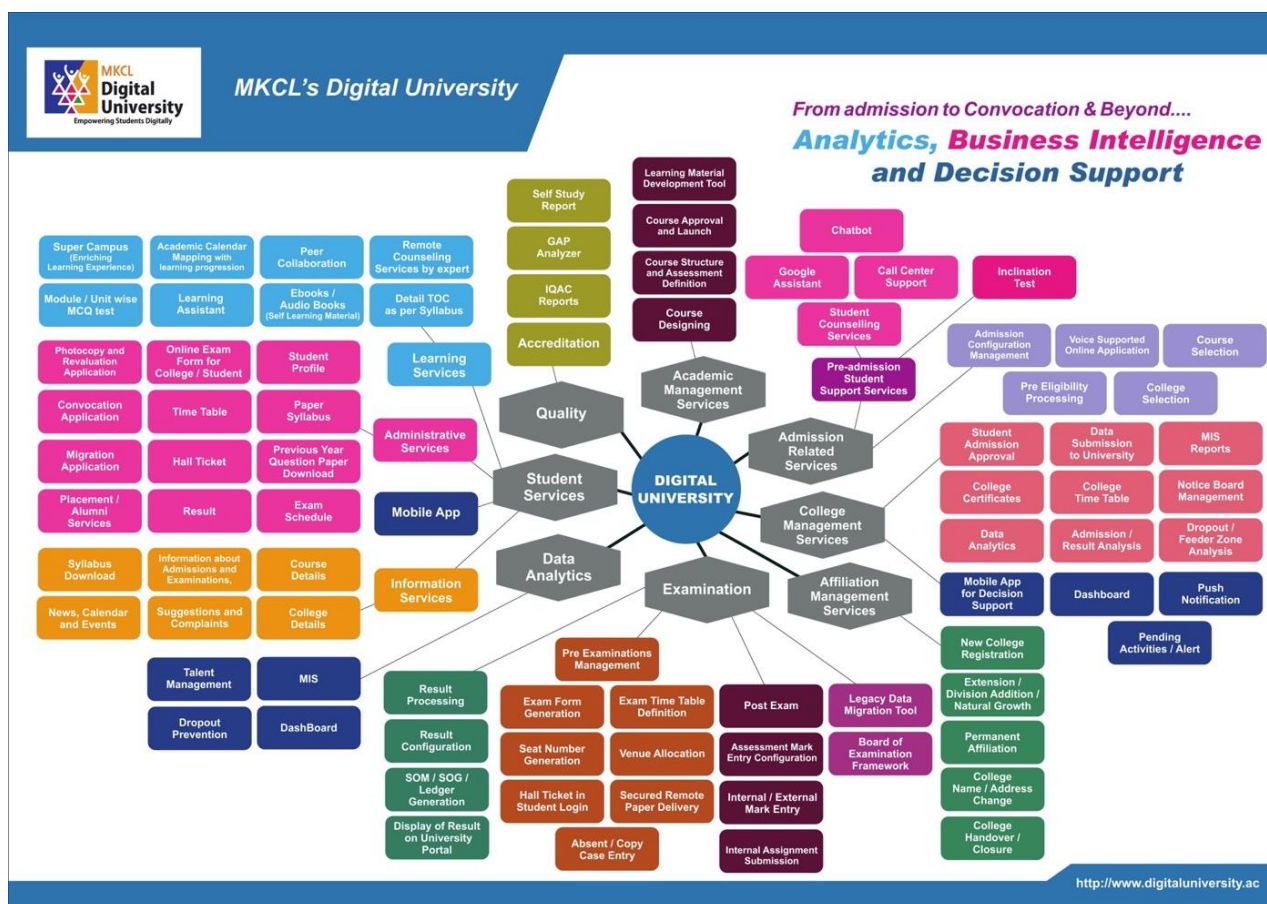 MKCL
Digital
University
Empowering Students Digitally
MKCL's Digital University
From admission to Convocation & Beyond....
Analytics, Business Intelligence
and Decision Support
Self Study
Report
GAP
Analyzer
IQAC
Reports
Accreditation
Learning Material
Development Tool
Course Approval
and Launch
Course Structure
and Assessment
Definition
Course
Designing
Chatbot
Google
Assistant
Call Center
Support
Student
Counselling
Services
Pre-admission
Student
Support Services
Inclination
Test
Admission
Configuration
Management
Voice Supported
Online Application
Course
Selection
Pre Eligibility
Processing
College
Selection
Super Campus
(Enriching
Learning Experience)
Academic Calendar
Mapping with
learning progression
Peer
Collaboration
Remote
Counseling
Services by expert
Module / Unit wise
MCQ test
Learning
Assistant
Ebooks /
Audio Books
(Self Learning Material)
Detail TOC
as per Syllabus
Learning
Services
Photocopy and
Revaluation
Application
Online Exam
Form for
College / Student
Student
Profile
Convocation
Application
Time Table
Paper
Syllabus
Migration
Application
Hall Ticket
Previous Year
Question Paper
Download
Placement /
Alumni
Services
Result
Exam
Schedule
Administrative
Services
Mobile App
Syllabus
Download
Information about
Admissions and
Examinations,
Course
Details
News, Calendar
and Events
Suggestions and
Complaints
College
Details
Information
Services
Quality
Academic
Management
Services
Student
Services
DIGITAL
UNIVERSITY
Admission
Related
Services
College
Management
Services
Data
Analytics
Examination
Affiliation
Management
Services
Student
Admission
Approval
Data
Submission
to University
MIS
Reports
College
Certificates
College
Time Table
Notice Board
Management
Data
Analytics
Admission /
Result Analysis
Dropout /
Feeder Zone
Analysis
Mobile App
for Decision
Support
Dashboard
Push
Notification
Pending
Activities / Alert
New College
Registration
Extension /
Division Addition /
Natural Growth
Permanent
Affiliation
College
Name / Address
Change
College
Handover /
Closure
Talent
Management
MIS
Dropout
Prevention
DashBoard
Result
Processing
Result
Configuration
SOM / SOG /
Ledger
Generation
Display of Result
on University
Portal
Pre Examinations
Management
Exam Form
Generation
Exam Time Table
Definition
Seat Number
Generation
Venue Allocation
Hall Ticket in
Student Login
Secured Remote
Paper Delivery
Absent / Copy
Case Entry
Post Exam
Assessment Mark
Entry Configuration
Internal / External
Mark Entry
Internal Assignment
Submission
Legacy Data
Migration Tool
Board of
Examination
Framework
http://www.digitaluniversity.ac